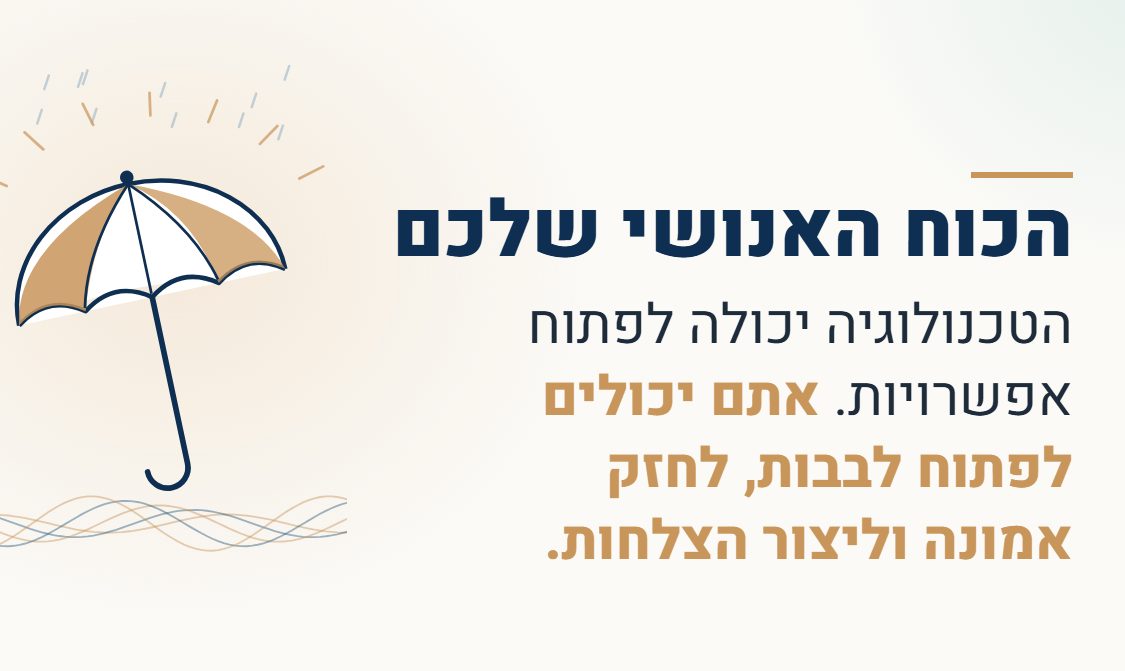 הכוח האנושי שלכם
הטכנולוגיה יכולה לפתוח
אפשרויות. אתם יכולים
לפתוח לבבות, לחזק
אמונה וליצור הצלחות.